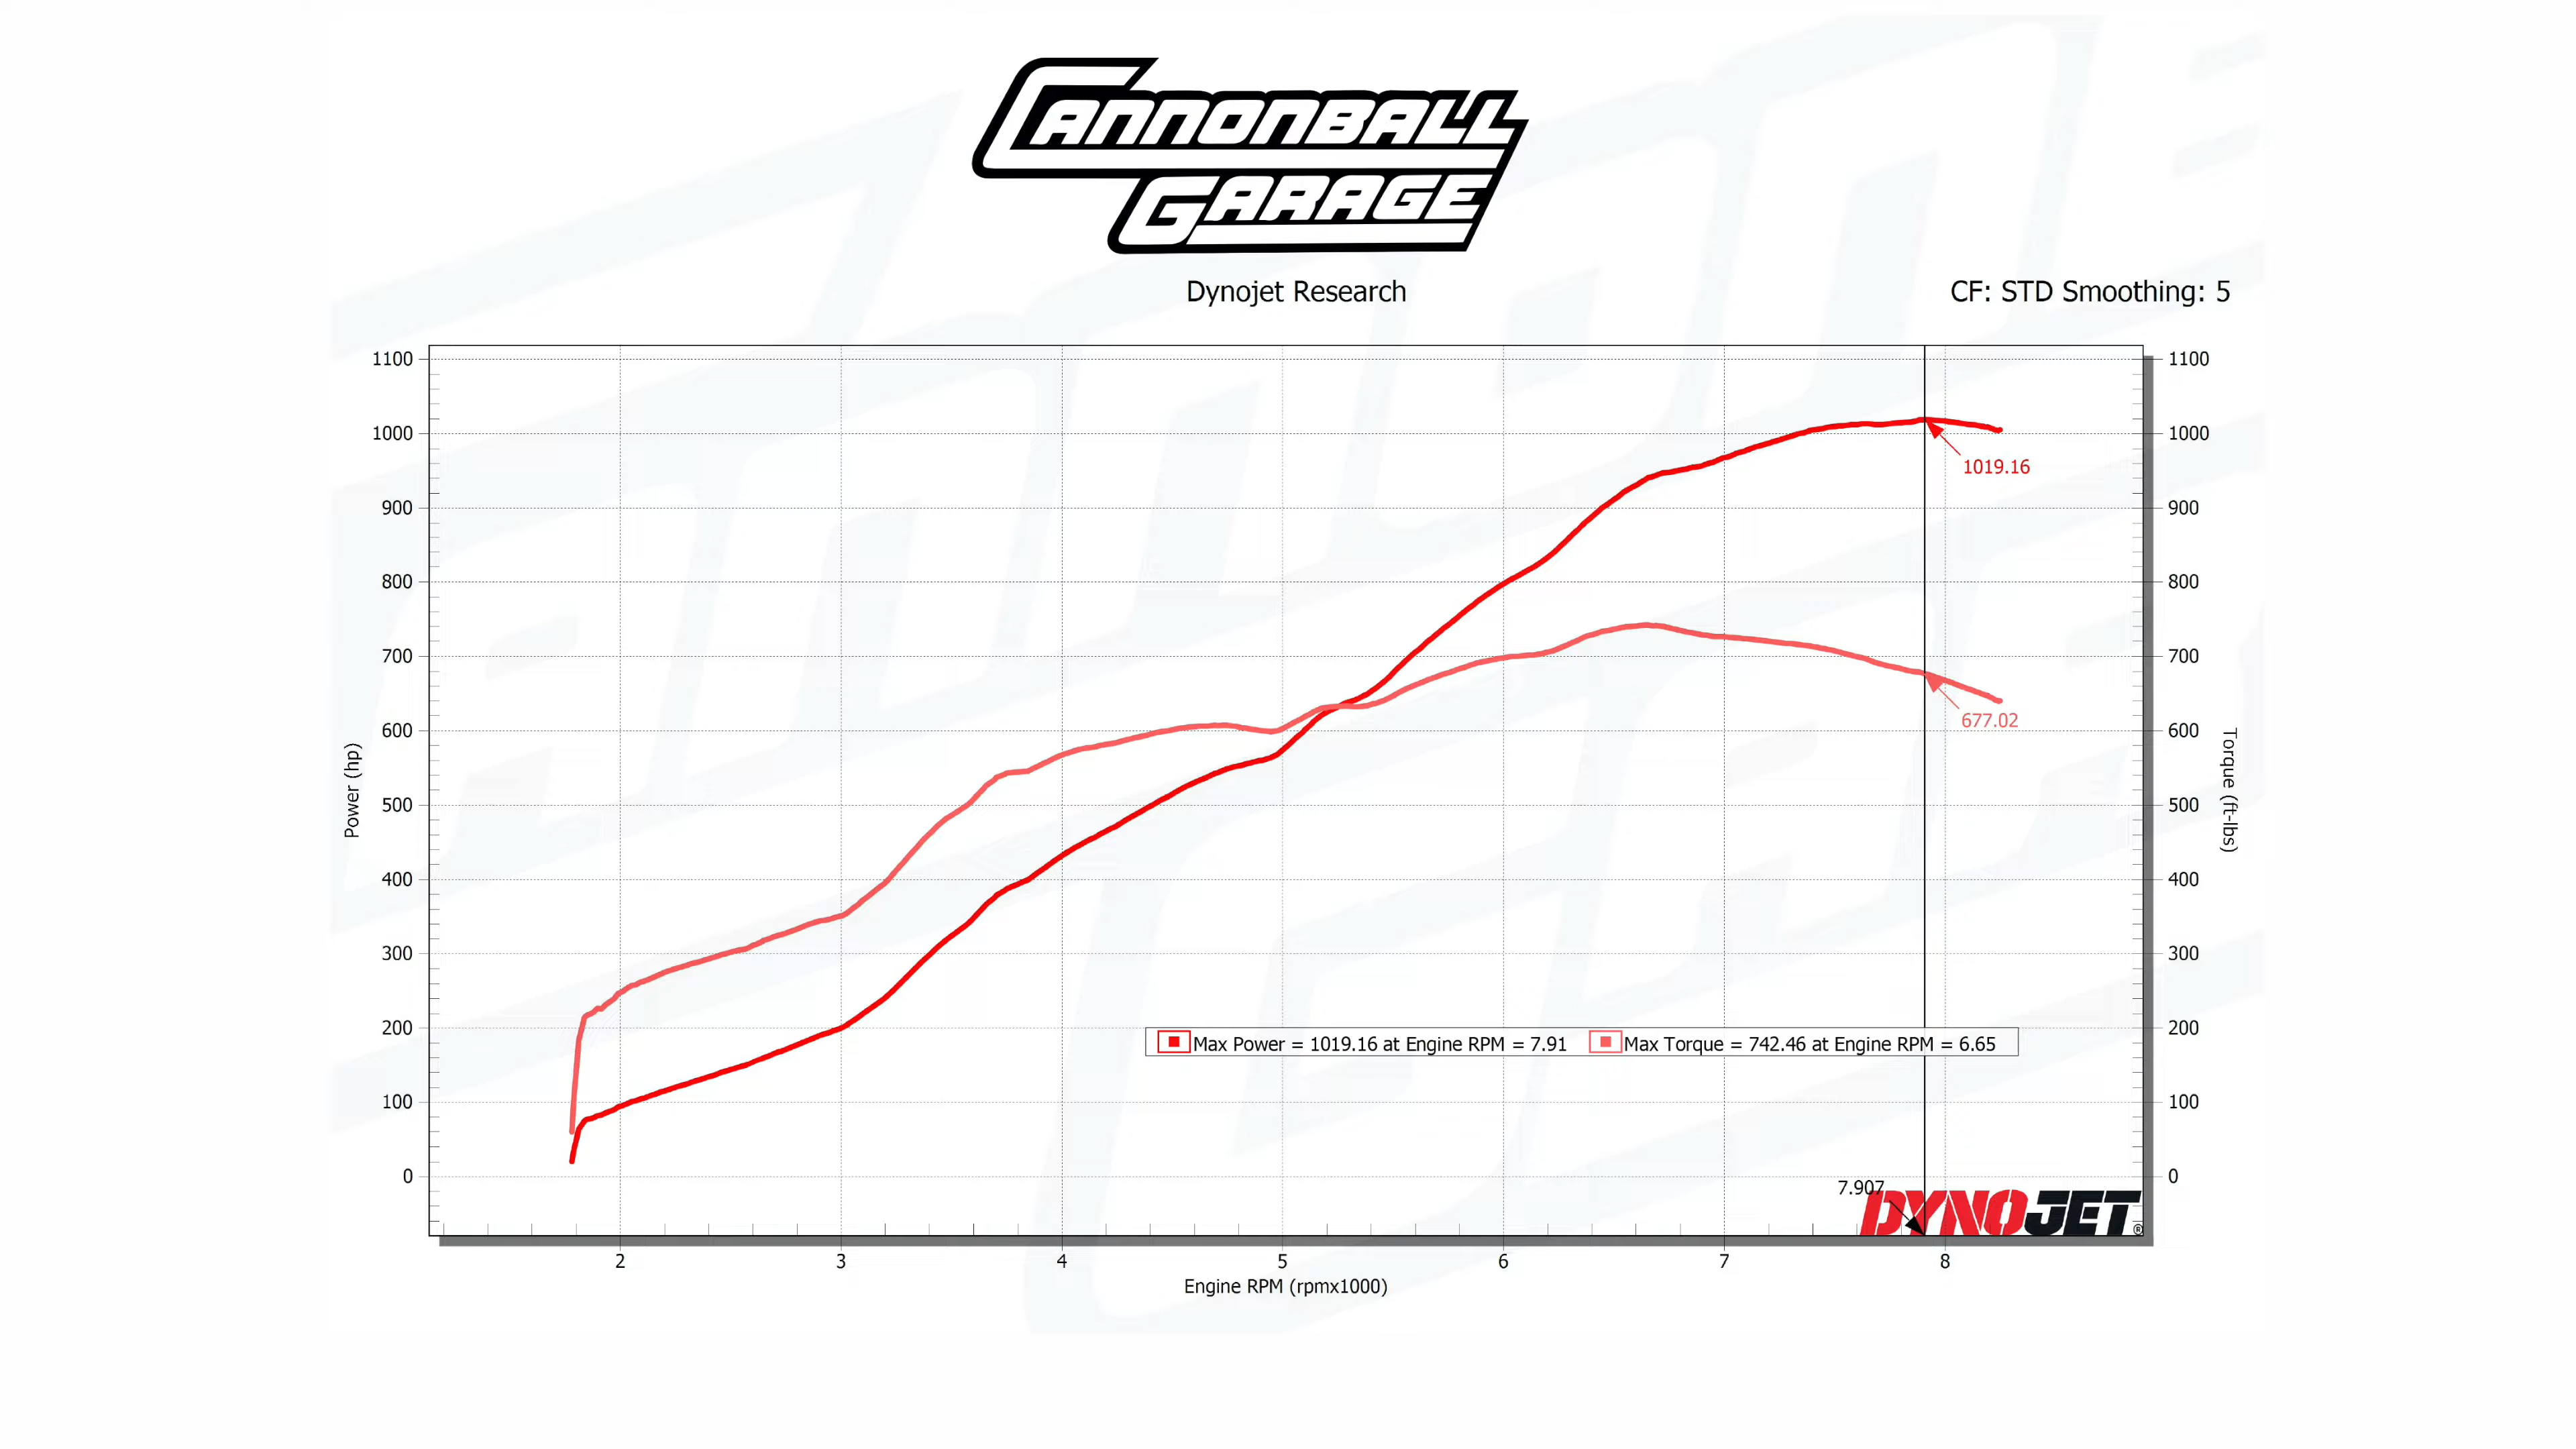 CANNONBALL
GARAGE
Dynojet Research
CF: STD Smoothing: 5
1100
1000
900
800
700
600
500
400
300
200
100
0
Power (hp)
1100
1000
900
800
700
600
500
400
300
200
100
0
Torque (ft-lbs)
1019.16
677.02
Max Power = 1019.16 at Engine RPM = 7.91
Max Torque = 742.46 at Engine RPM = 6.65
7.907
DYNOJET®
2 3 4 5 6 7 8
Engine RPM (rpmx1000)